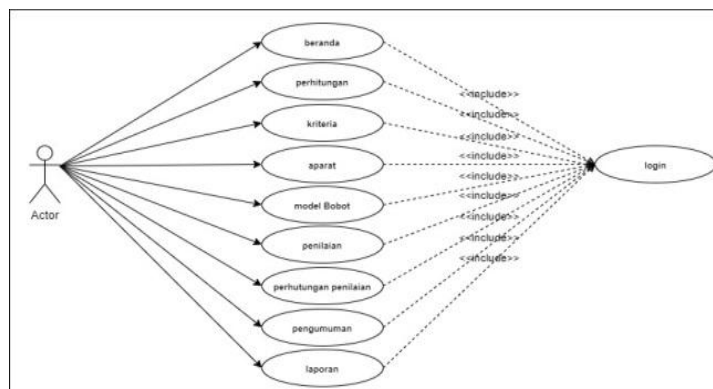 beranda
perhitungan
<<include>>
<<include>>
kriteria
<<include>>
aparat
<<include>>
login
<<include>>
model Bobot
<<include>>
Actor
<<include>>
penilaian
<<include>>
<<include>>
perhutungan penilaian
pengumuman
laporan